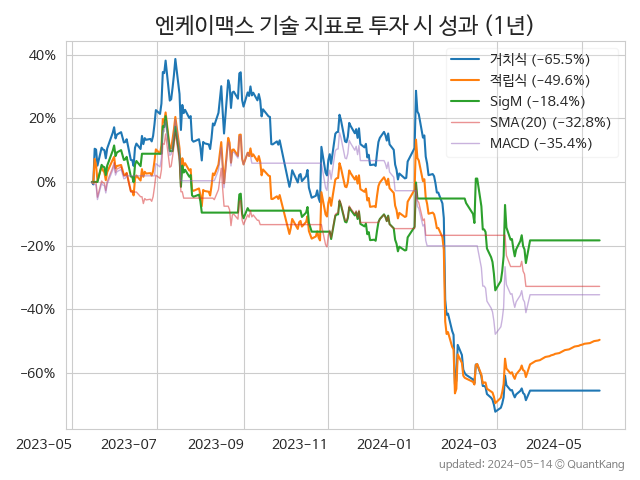 엔케이맥스 기술 지표로 투자 시 성과 (1년)
40%
20%
0%
−20%
−40%
−60%
거치식 (−65.5%)
적립식 (−49.6%)
SigM (−18.4%)
SMA(20) (−32.8%)
MACD (−35.4%)
2023-05 2023-07 2023-09 2023-11 2024-01 2024-03 2024-05
updated: 2024-05-14 © QuantKang